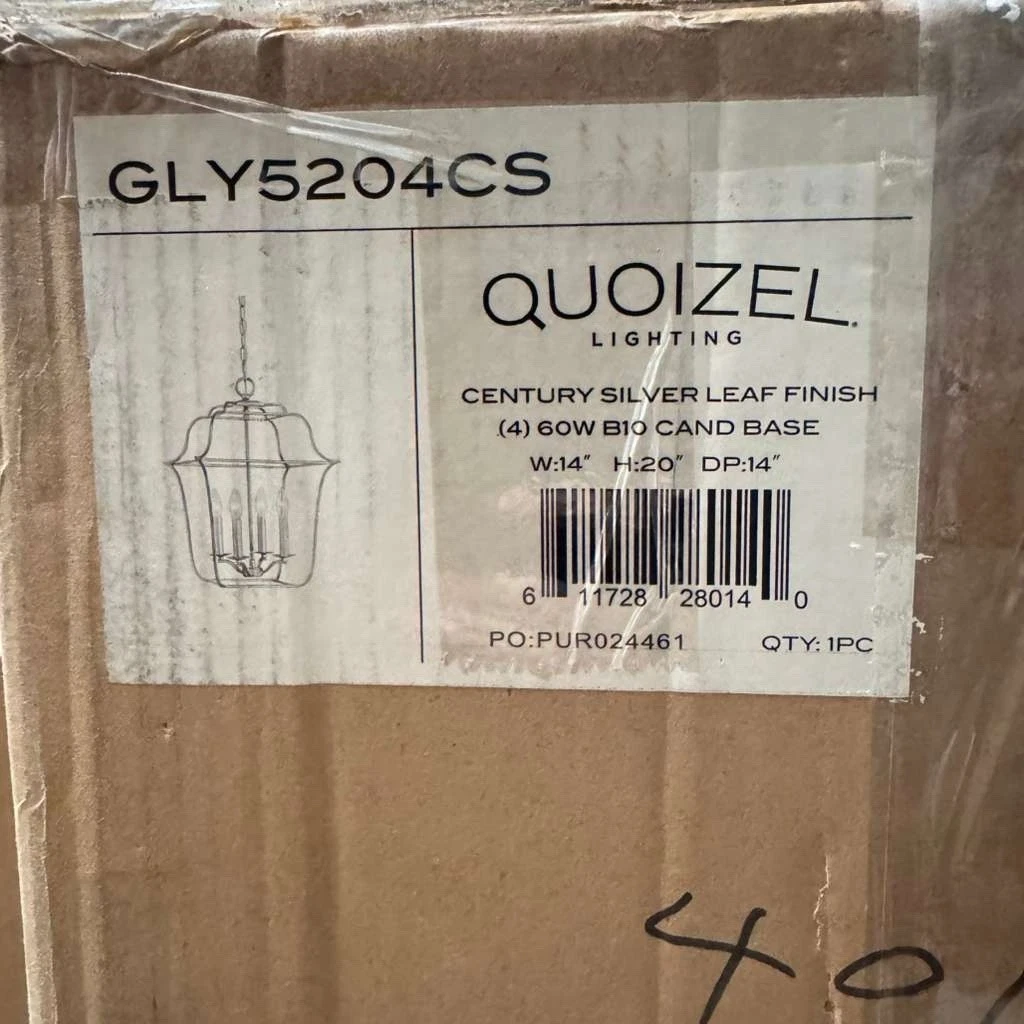 GLY5204CS
QUOIZEL
LIGHTING
CENTURY SILVER LEAF FINISH
(4) 60W B10 CAND BASE
W:14″ H:20″ DP:14″
6 11728 28014 0
PO:PUR024461 QTY: 1PC
40